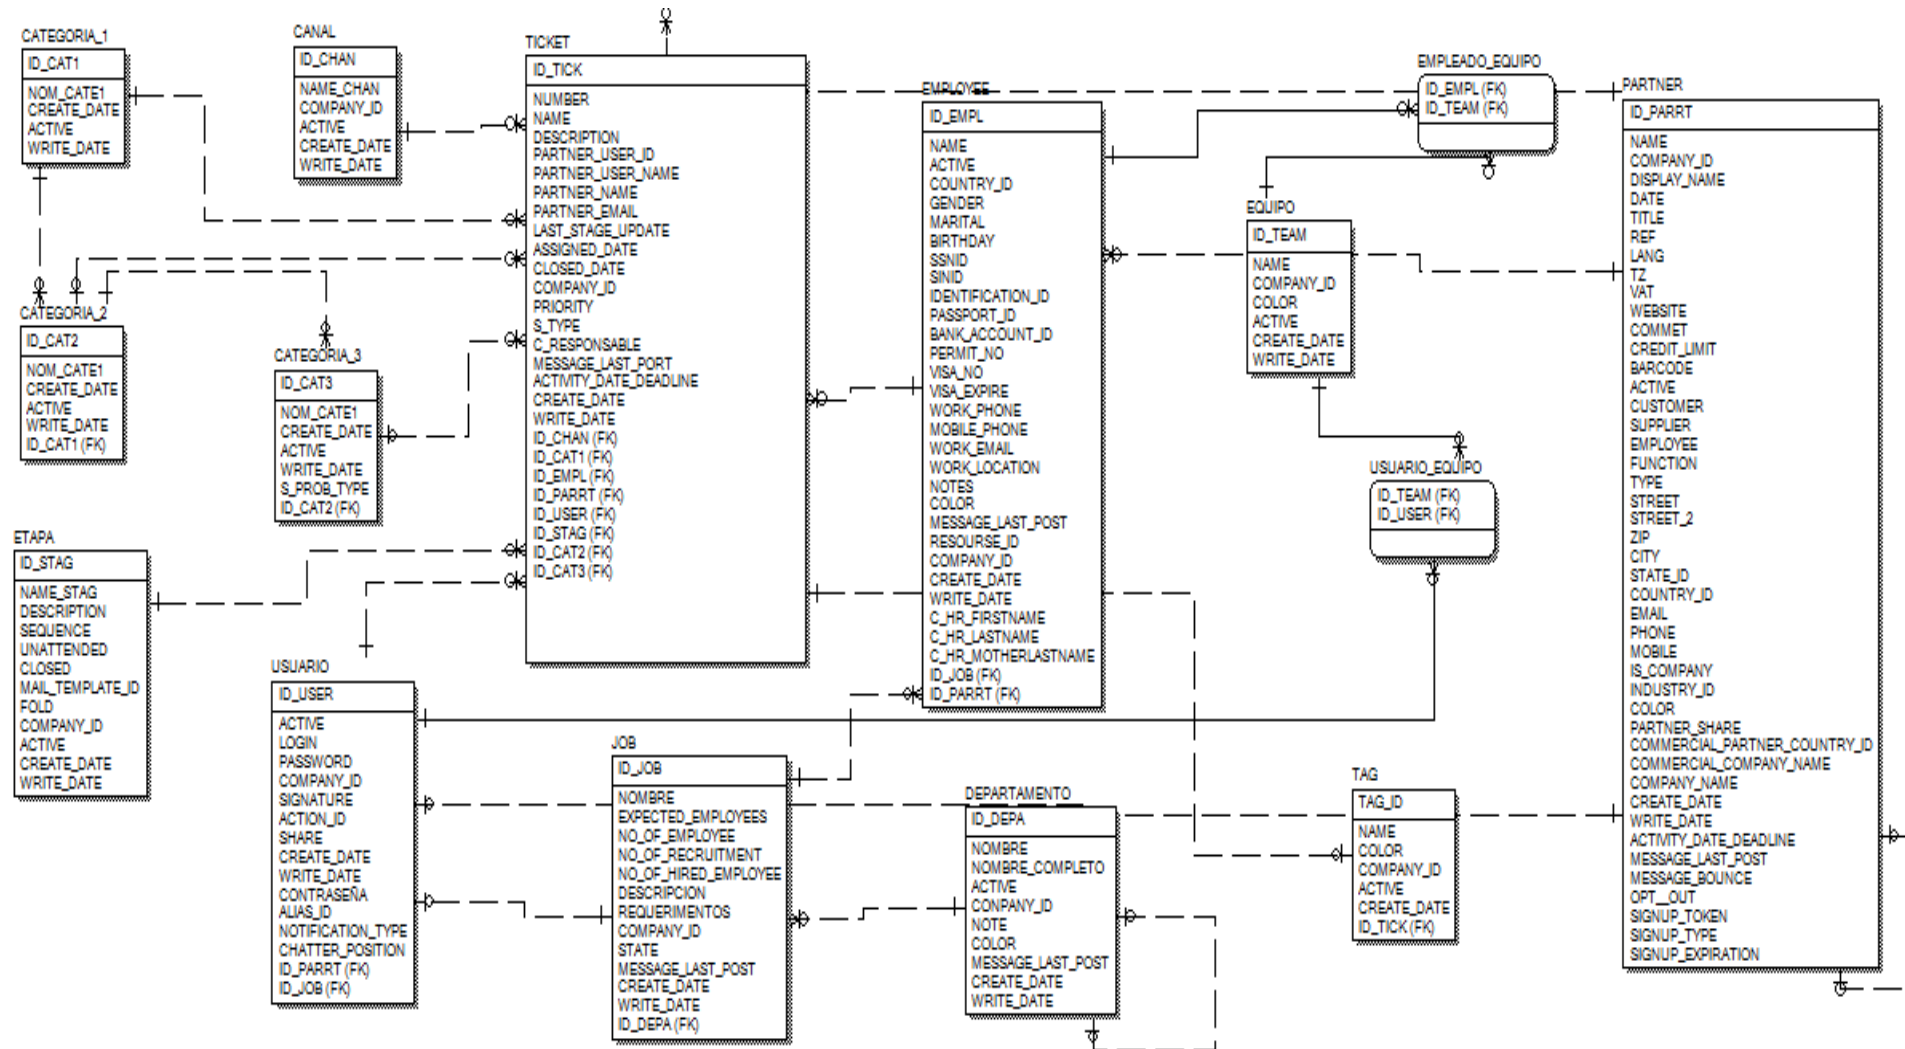 CATEGORIA_1
ID_CAT1
NOM_CATE1
CREATE_DATE
ACTIVE
WRITE_DATE
CANAL
ID_CHAN
NAME_CHAN
COMPANY_ID
ACTIVE
CREATE_DATE
WRITE_DATE
TICKET
ID_TICK
NUMBER
NAME
DESCRIPTION
PARTNER_USER_ID
PARTNER_USER_NAME
PARTNER_NAME
PARTNER_EMAIL
LAST_STAGE_UPDATE
ASSIGNED_DATE
CLOSED_DATE
COMPANY_ID
PRIORITY
S_TYPE
C_RESPONSABLE
MESSAGE_LAST_PORT
ACTIVITY_DATE_DEADLINE
CREATE_DATE
WRITE_DATE
ID_CHAN (FK)
ID_CAT1 (FK)
ID_EMPL (FK)
ID_PARRT (FK)
ID_USER (FK)
ID_STAG (FK)
ID_CAT2 (FK)
ID_CAT3 (FK)
EMPLOYEE
ID_EMPL
NAME
ACTIVE
COUNTRY_ID
GENDER
MARITAL
BIRTHDAY
SSNID
SINID
IDENTIFICATION_ID
PASSPORT_ID
BANK_ACCOUNT_ID
PERMIT_NO
VISA_NO
VISA_EXPIRE
WORK_PHONE
MOBILE_PHONE
WORK_EMAIL
WORK_LOCATION
NOTES
COLOR
MESSAGE_LAST_POST
RESOURSE_ID
COMPANY_ID
CREATE_DATE
WRITE_DATE
C_HR_FIRSTNAME
C_HR_LASTNAME
C_HR_MOTHERLASTNAME
ID_JOB (FK)
ID_PARRT (FK)
EMPLEADO_EQUIPO
ID_EMPL (FK)
ID_TEAM (FK)
EQUIPO
ID_TEAM
NAME
COMPANY_ID
COLOR
ACTIVE
CREATE_DATE
WRITE_DATE
USUARIO_EQUIPO
ID_TEAM (FK)
ID_USER (FK)
PARTNER
ID_PARRT
NAME
COMPANY_ID
DISPLAY_NAME
DATE
TITLE
REF
LANG
TZ
VAT
WEBSITE
COMMET
CREDIT_LIMIT
BARCODE
ACTIVE
CUSTOMER
SUPPLIER
EMPLOYEE
FUNCTION
TYPE
STREET
STREET_2
ZIP
CITY
STATE_ID
COUNTRY_ID
EMAIL
PHONE
MOBILE
IS_COMPANY
INDUSTRY_ID
COLOR
PARTNER_SHARE
COMMERCIAL_PARTNER_COUNTRY_ID
COMMERCIAL_COMPANY_NAME
COMPANY_NAME
CREATE_DATE
WRITE_DATE
ACTIVITY_DATE_DEADLINE
MESSAGE_LAST_POST
MESSAGE_BOUNCE
OPT__OUT
SIGNUP_TOKEN
SIGNUP_TYPE
SIGNUP_EXPIRATION
CATEGORIA_2
ID_CAT2
NOM_CATE1
CREATE_DATE
ACTIVE
WRITE_DATE
ID_CAT1 (FK)
CATEGORIA_3
ID_CAT3
NOM_CATE1
CREATE_DATE
ACTIVE
WRITE_DATE
S_PROB_TYPE
ID_CAT2 (FK)
ETAPA
ID_STAG
NAME_STAG
DESCRIPTION
SEQUENCE
UNATTENDED
CLOSED
MAIL_TEMPLATE_ID
FOLD
COMPANY_ID
ACTIVE
CREATE_DATE
WRITE_DATE
USUARIO
ID_USER
ACTIVE
LOGIN
PASSWORD
COMPANY_ID
SIGNATURE
ACTION_ID
SHARE
CREATE_DATE
WRITE_DATE
CONTRASEÑA
ALIAS_ID
NOTIFICATION_TYPE
CHATTER_POSITION
ID_PARRT (FK)
ID_JOB (FK)
JOB
ID_JOB
NOMBRE
EXPECTED_EMPLOYEES
NO_OF_EMPLOYEE
NO_OF_RECRUITMENT
NO_OF_HIRED_EMPLOYEE
DESCRIPCION
REQUERIMENTOS
COMPANY_ID
STATE
MESSAGE_LAST_POST
CREATE_DATE
WRITE_DATE
ID_DEPA (FK)
DEPARTAMENTO
ID_DEPA
NOMBRE
NOMBRE_COMPLETO
ACTIVE
CONPANY_ID
NOTE
COLOR
MESSAGE_LAST_POST
CREATE_DATE
WRITE_DATE
TAG
TAG_ID
NAME
COLOR
COMPANY_ID
ACTIVE
CREATE_DATE
ID_TICK (FK)